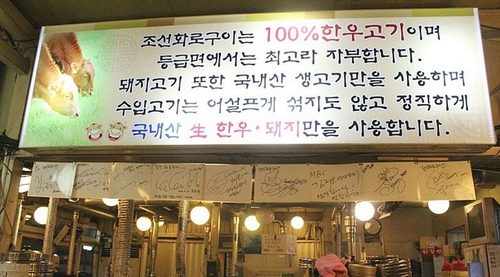 조선화로구이는 100%한우고기이며
등급면에서는 최고라 자부합니다.
돼지고기 또한 국내산 생고기만을 사용하며
수입고기는 어설프게 섞지도 않고 정직하게
국내산 生 한우·돼지만을 사용합니다.
MBC